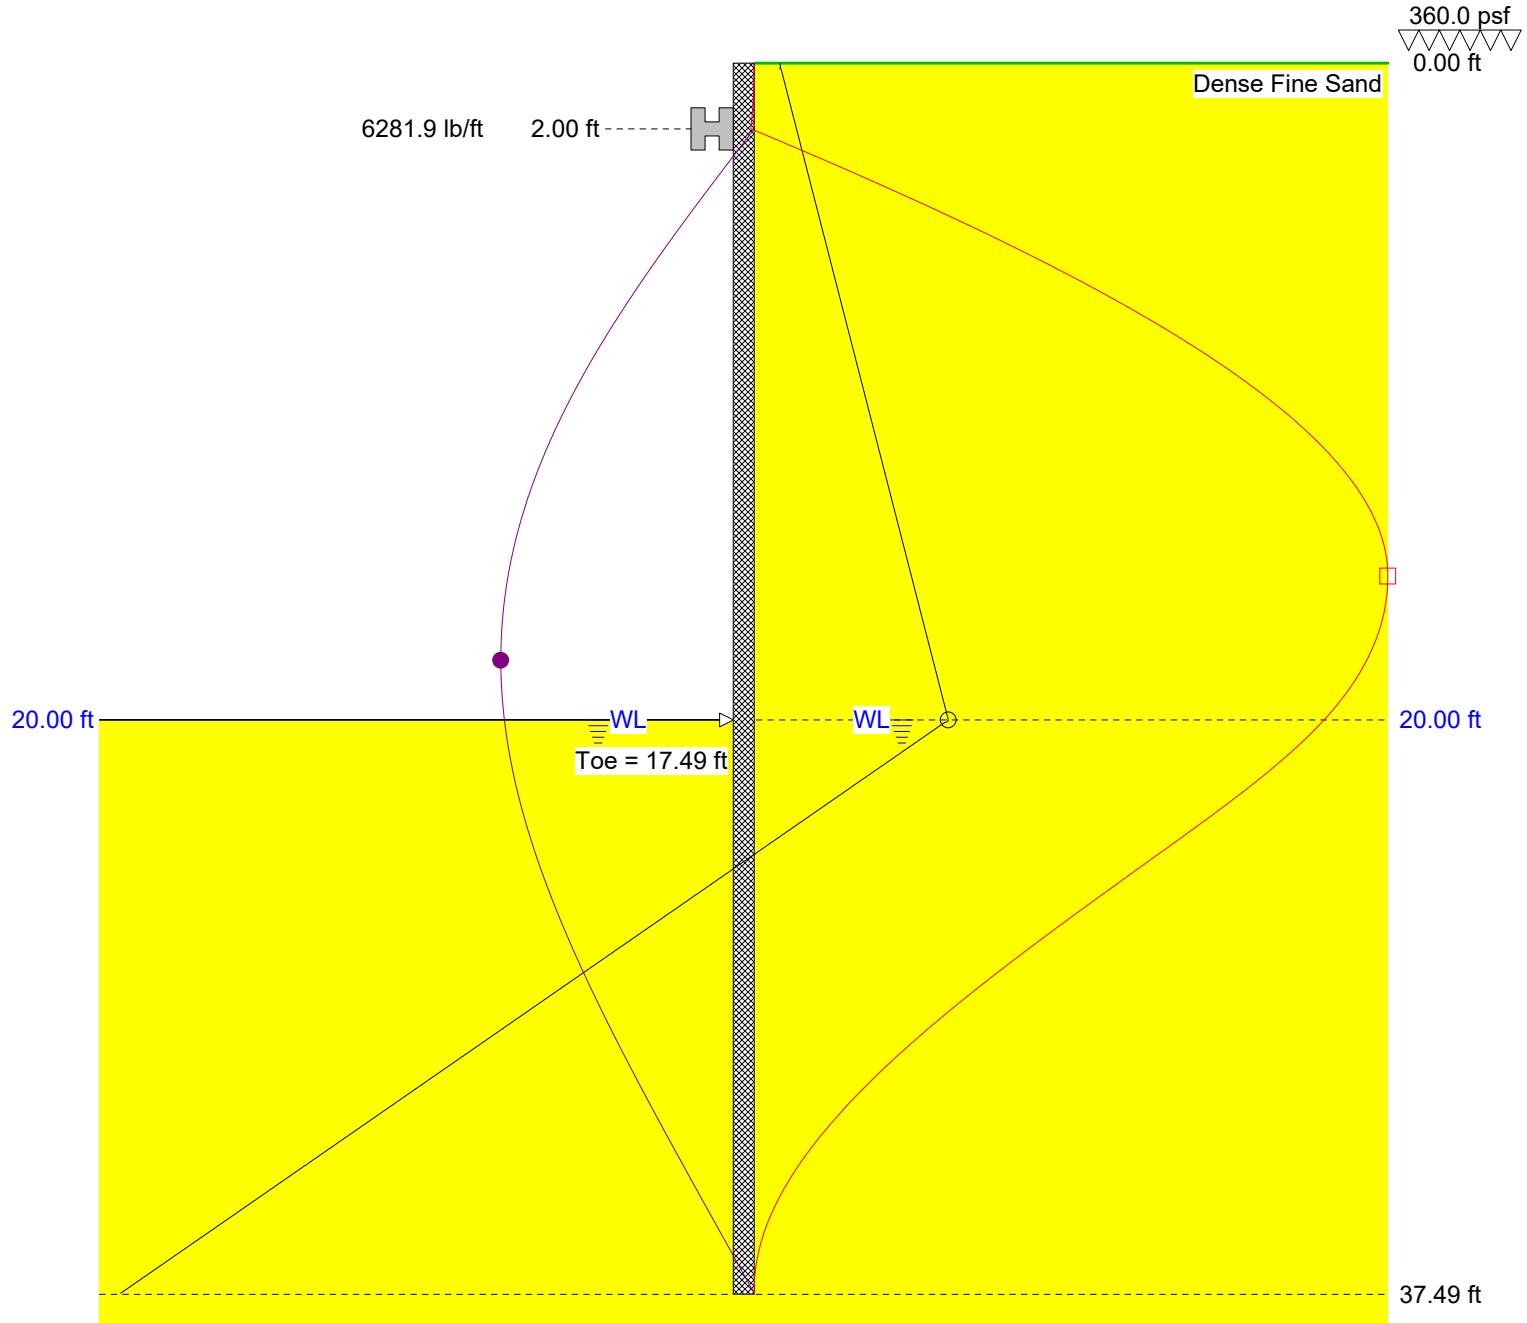 360.0 psf
0.00 ft
Dense Fine Sand
6281.9 lb/ft 2.00 ft
20.00 ft WL WL 20.00 ft
Toe = 17.49 ft
37.49 ft